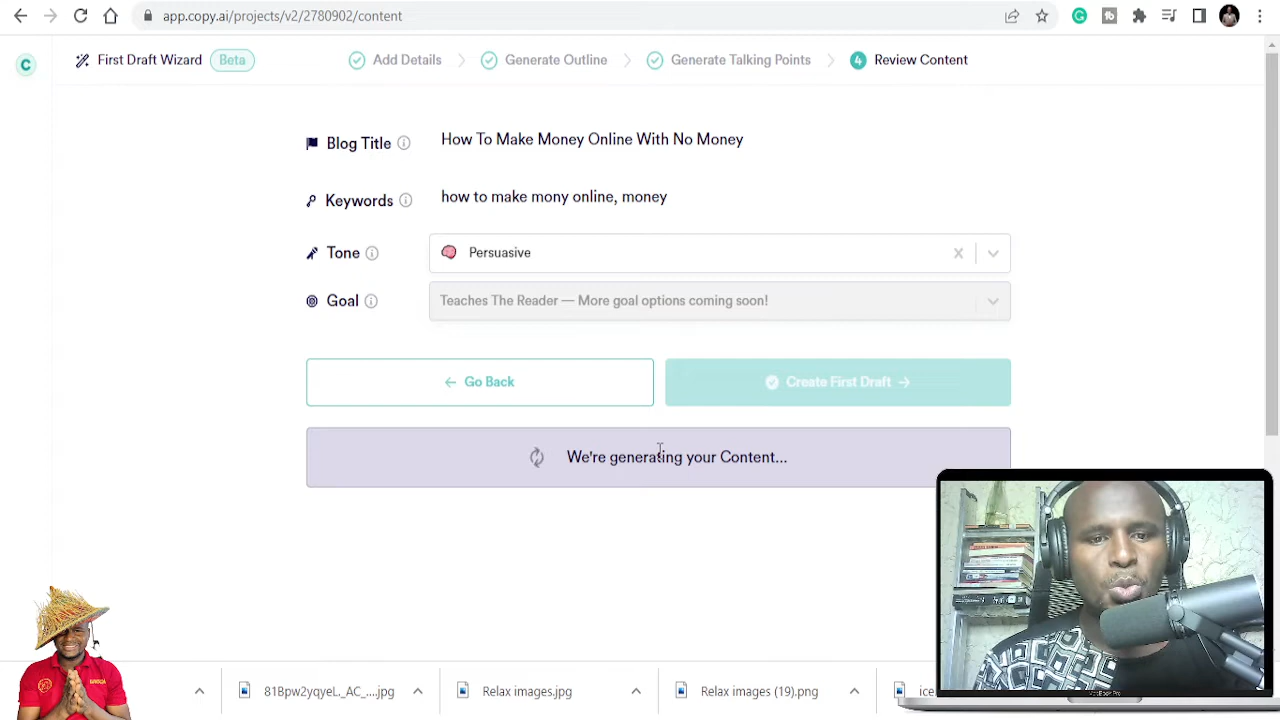 app.copy.ai/projects/v2/2780902/content
C
First Draft Wizard Beta
Add Details
Generate Outline
Generate Talking Points
4 Review Content
Blog Title
How To Make Money Online With No Money
Keywords
how to make mony online, money
Tone
Persuasive
Goal
Teaches The Reader — More goal options coming soon!
Go Back
Create First Draft
We're generating your Content...
81Bpw2yqyeL._AC_....jpg
Relax images.jpg
Relax images (19).png
ice